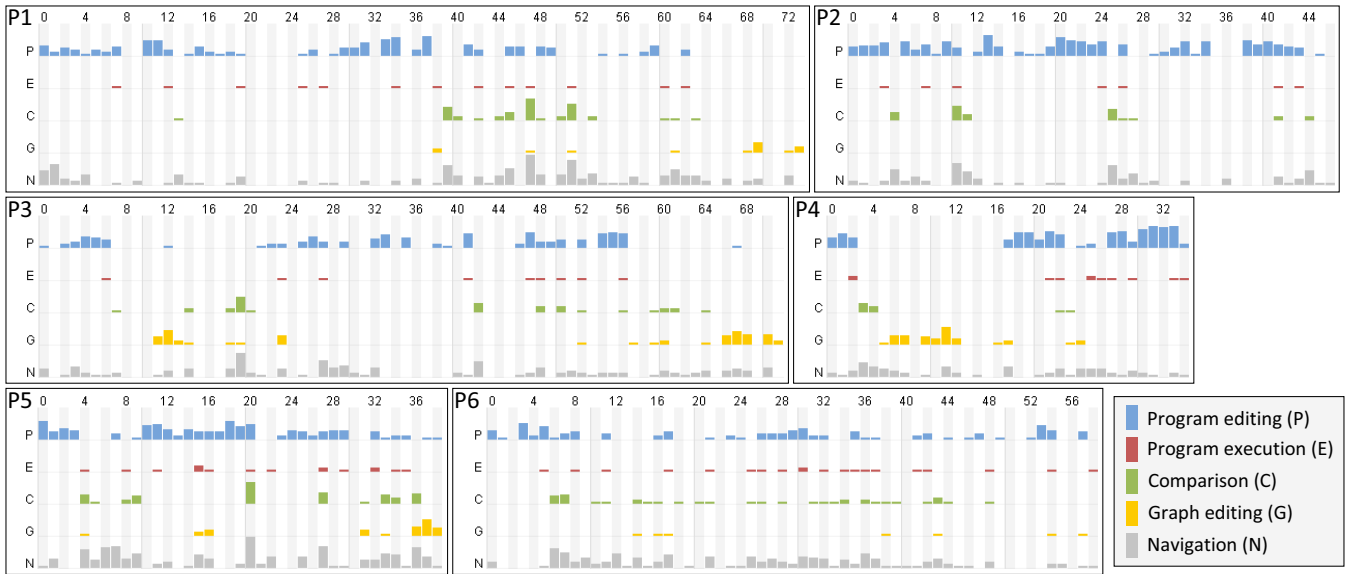 P1
0 4 8 12 16 20 24 28 32 36 40 44 48 52 56 60 64 68 72
P
E
C
G
N
P2
0 4 8 12 16 20 24 28 32 36 40 44
P
E
C
G
N
P3
0 4 8 12 16 20 24 28 32 36 40 44 48 52 56 60 64 68
P
E
C
G
N
P4
0 4 8 12 16 20 24 28 32
P
E
C
G
N
P5
0 4 8 12 16 20 24 28 32 36
P
E
C
G
N
P6
0 4 8 12 16 20 24 28 32 36 40 44 48 52 56
P
E
C
G
N
Program editing (P)
Program execution (E)
Comparison (C)
Graph editing (G)
Navigation (N)